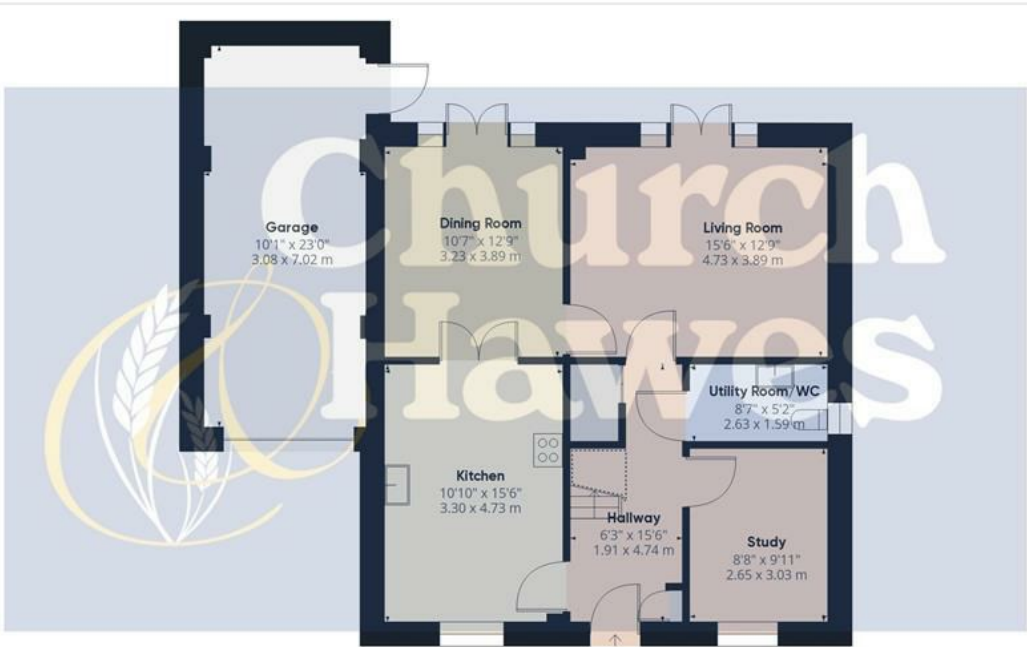 Church
& Hawes
Garage
10'1" x 23'0"
3.08 x 7.02 m
Dining Room
10'7" x 12'9"
3.23 x 3.89 m
Living Room
15'6" x 12'9"
4.73 x 3.89 m
Utility Room/WC
8'7" x 5'2"
2.63 x 1.59 m
Kitchen
10'10" x 15'6"
3.30 x 4.73 m
Hallway
6'3" x 15'6"
1.91 x 4.74 m
Study
8'8" x 9'11"
2.65 x 3.03 m